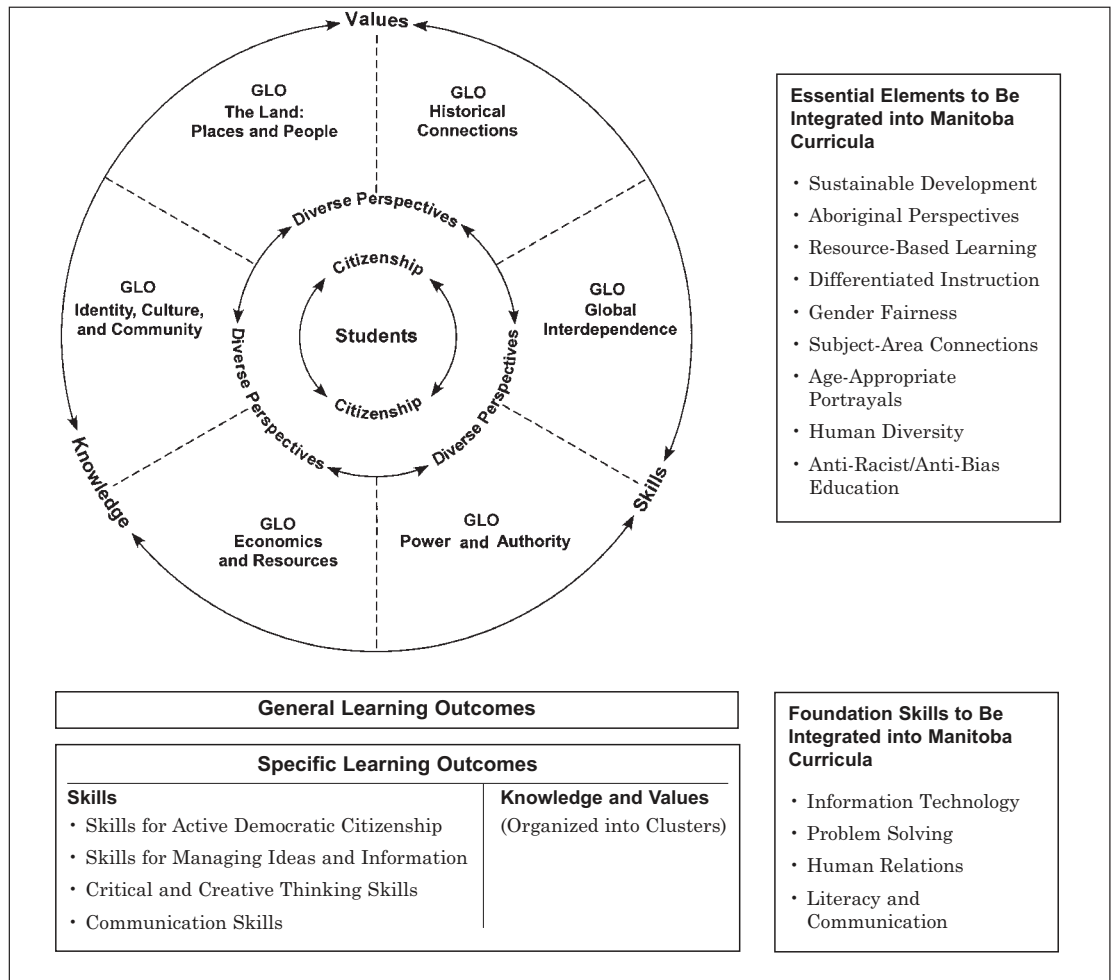 Values
GLO
The Land:
Places and People
GLO
Historical
Connections
GLO
Identity, Culture,
and Community
GLO
Global
Interdependence
Diverse Perspectives
Citizenship
Students
Citizenship
Diverse Perspectives
Diverse Perspectives
Knowledge
Skills
GLO
Economics
and Resources
GLO
Power and Authority
Essential Elements to Be
Integrated into Manitoba
Curricula
• Sustainable Development
• Aboriginal Perspectives
• Resource-Based Learning
• Differentiated Instruction
• Gender Fairness
• Subject-Area Connections
• Age-Appropriate
Portrayals
• Human Diversity
• Anti-Racist/Anti-Bias
Education
General Learning Outcomes
Specific Learning Outcomes
Skills
• Skills for Active Democratic Citizenship
• Skills for Managing Ideas and Information
• Critical and Creative Thinking Skills
• Communication Skills
Knowledge and Values
(Organized into Clusters)
Foundation Skills to Be
Integrated into Manitoba
Curricula
• Information Technology
• Problem Solving
• Human Relations
• Literacy and
Communication